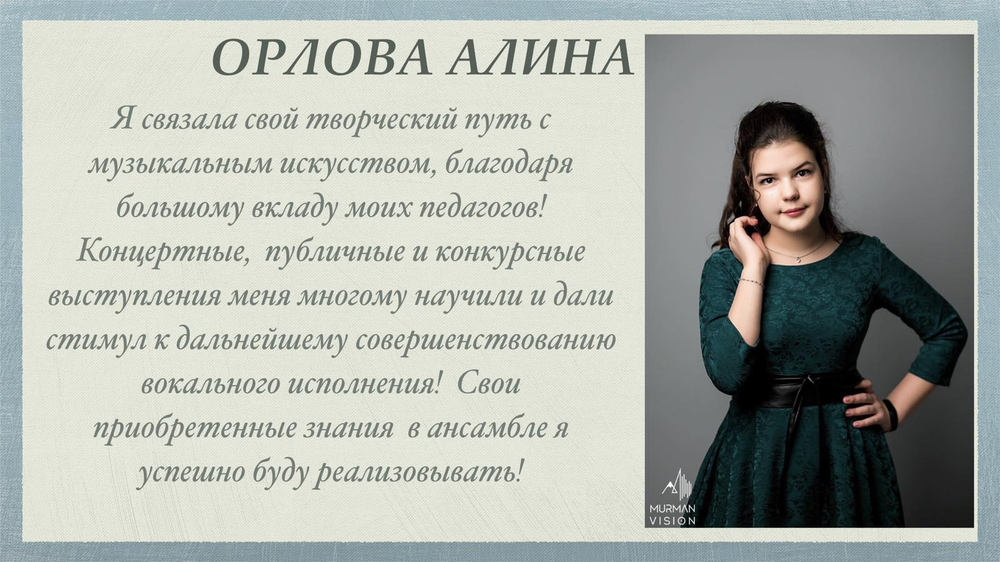 ОРЛОВА АЛИНА
Я связала свой творческий путь с
музыкальным искусством, благодаря
большому вкладу моих педагогов!
Концертные, публичные и конкурсные
выступления меня многому научили и дали
стимул к дальнейшему совершенствованию
вокального исполнения! Свои
приобретенные знания в ансамбле я
успешно буду реализовывать!
MURMAN
VISION